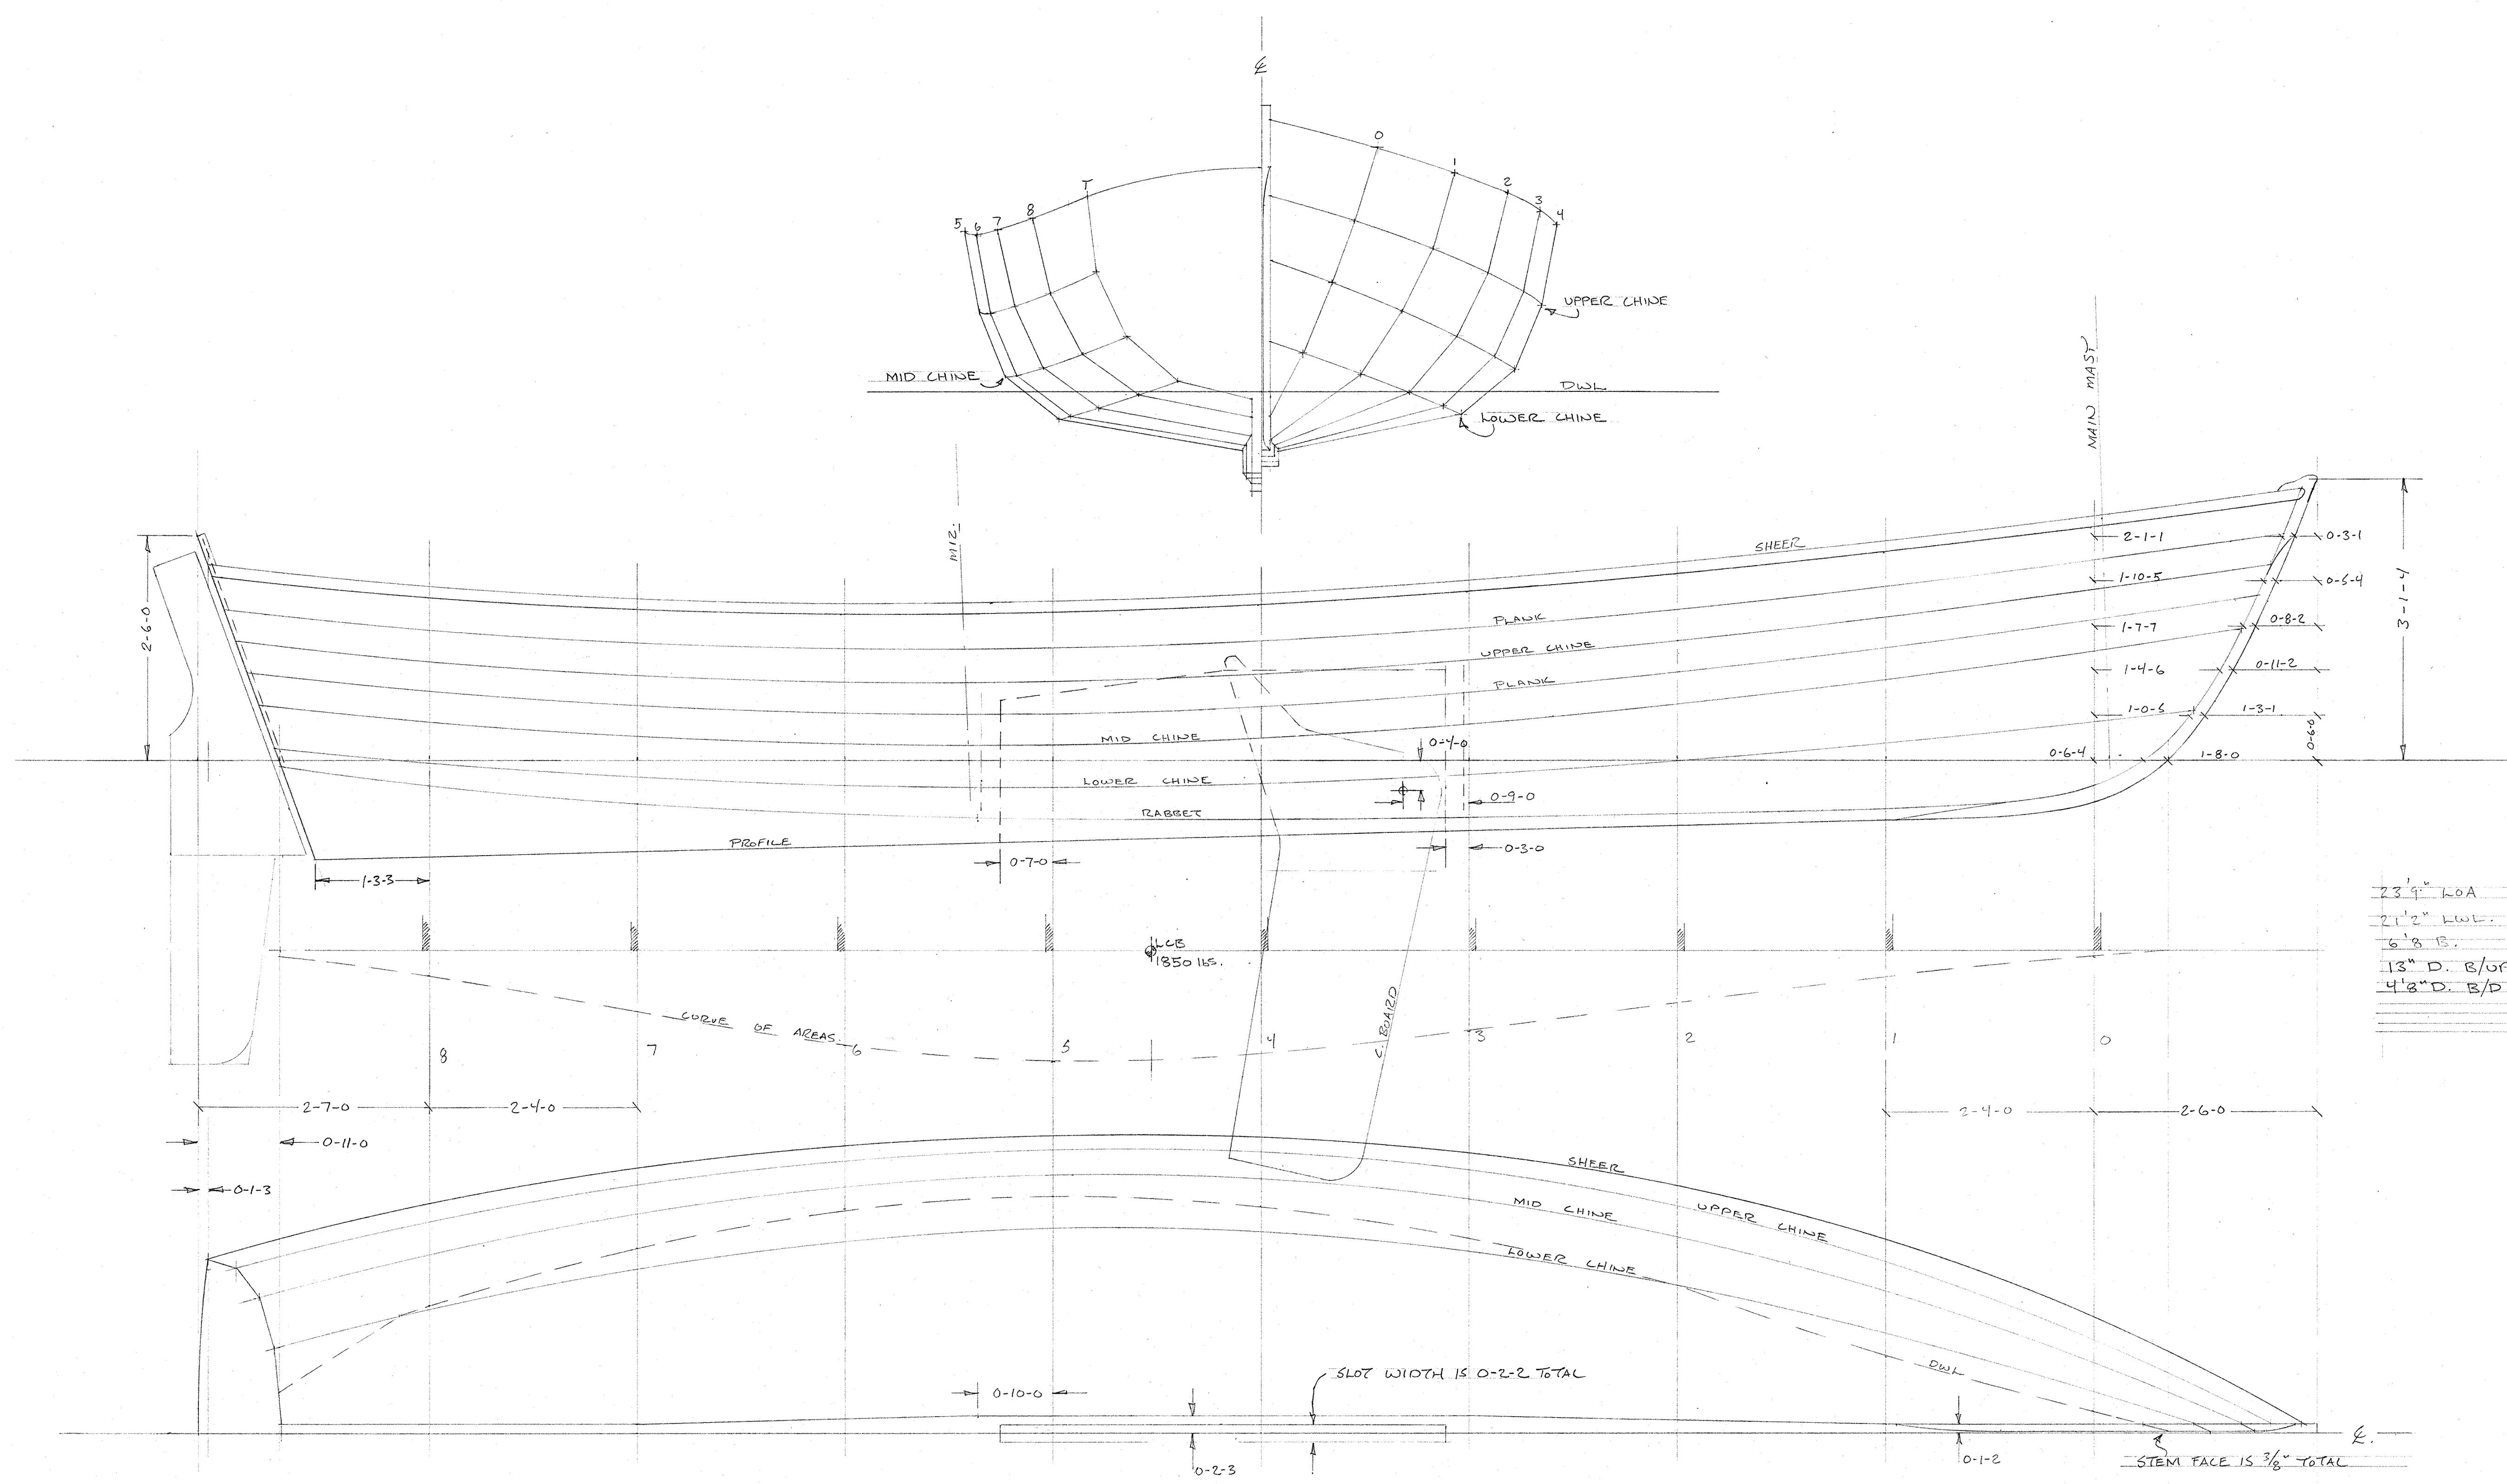 ℄
0
1
2
3
4
T
8
7
6
5
UPPER CHINE
MID CHINE
DWL
LOWER CHINE
MAIN MAST
MIZ.
SHEER
2-1-1
0-3-1
1-10-5
0-5-4
2-6-0
PLANK
1-7-7
0-8-2
3-1-4
UPPER CHINE
1-4-6
0-11-2
PLANK
1-0-5
1-3-1
MID CHINE
0-4-0
0-6-4
1-8-0
0-6-0
LOWER CHINE
0-9-0
RABBET
PROFILE
0-7-0
0-3-0
1-3-3
23'9" LOA
21'2" LWL.
6'8 B.
13" D. B/UP
4'8" D. B/D
LCB
1850 lbs.
C. BOARD
CURVE OF AREAS
8
7
6
5
4
3
2
1
0
2-7-0
2-4-0
2-4-0
2-6-0
0-11-0
0-1-3
SHEER
MID CHINE
UPPER CHINE
LOWER CHINE
DWL
SLOT WIDTH IS 0-2-2 TOTAL
0-10-0
℄.
0-2-3
0-1-2
STEM FACE IS 3/8" TOTAL